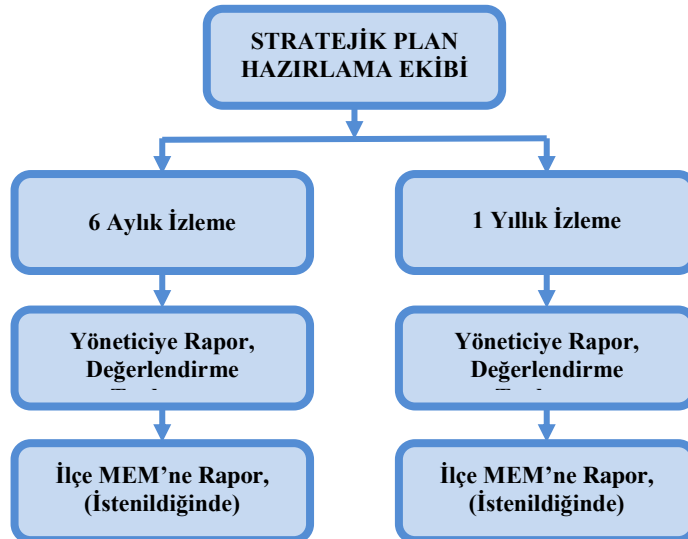 STRATEJİK PLAN
HAZIRLAMA EKİBİ
6 Aylık İzleme
1 Yıllık İzleme
Yöneticiye Rapor,
Değerlendirme
Yöneticiye Rapor,
Değerlendirme
İlçe MEM’ne Rapor,
(İstenildiğinde)
İlçe MEM’ne Rapor,
(İstenildiğinde)